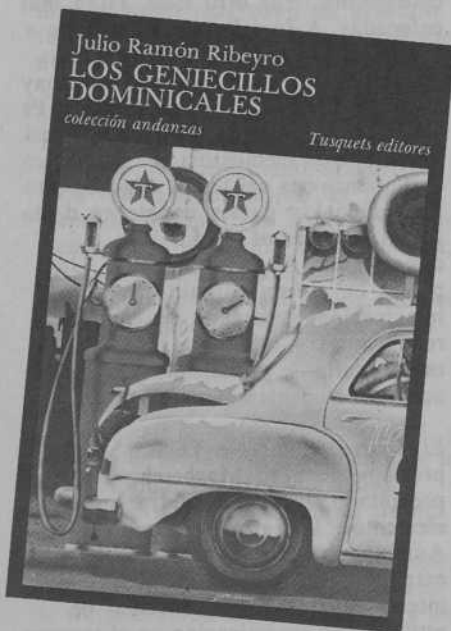 Julio Ramón Ribeyro
LOS GENIECILLOS
DOMINICALES
colección andanzas
Tusquets editores
T T